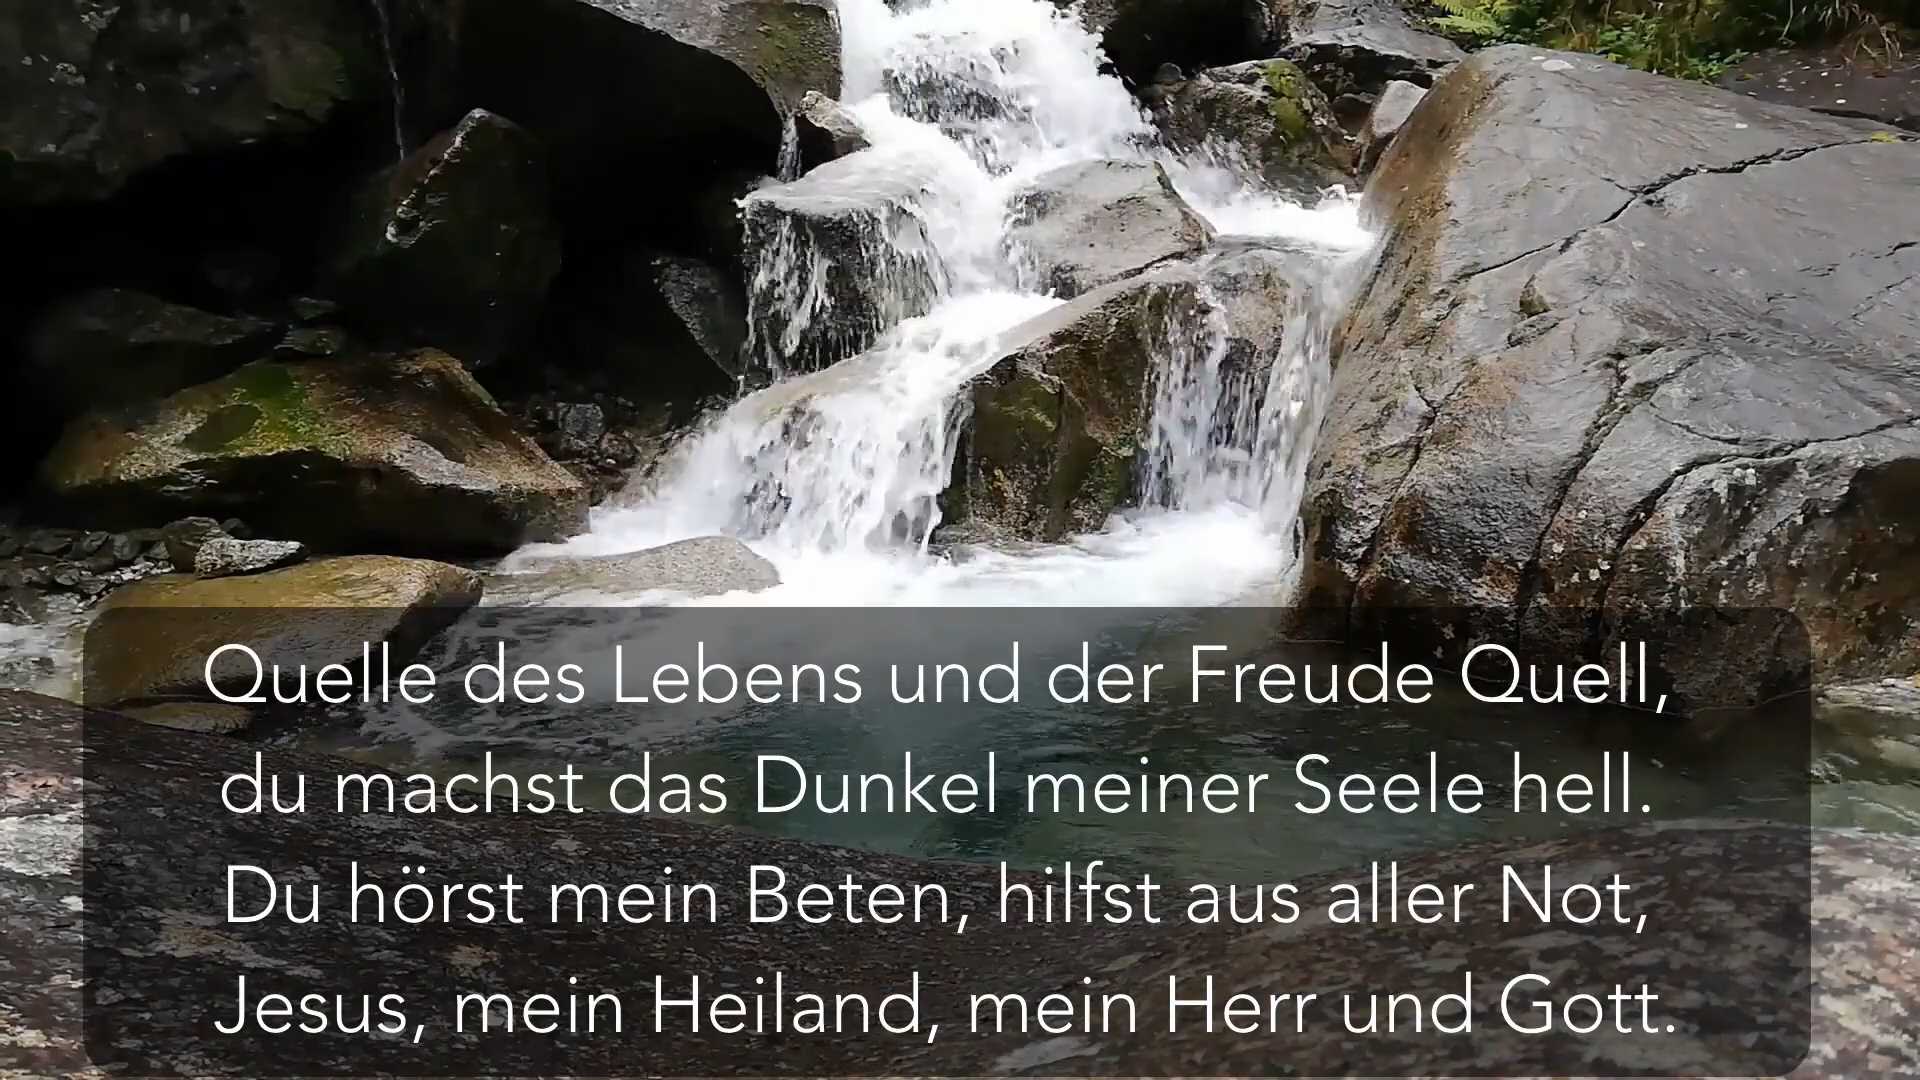 Quelle des Lebens und der Freude Quell,
du machst das Dunkel meiner Seele hell.
Du hörst mein Beten, hilfst aus aller Not,
Jesus, mein Heiland, mein Herr und Gott.